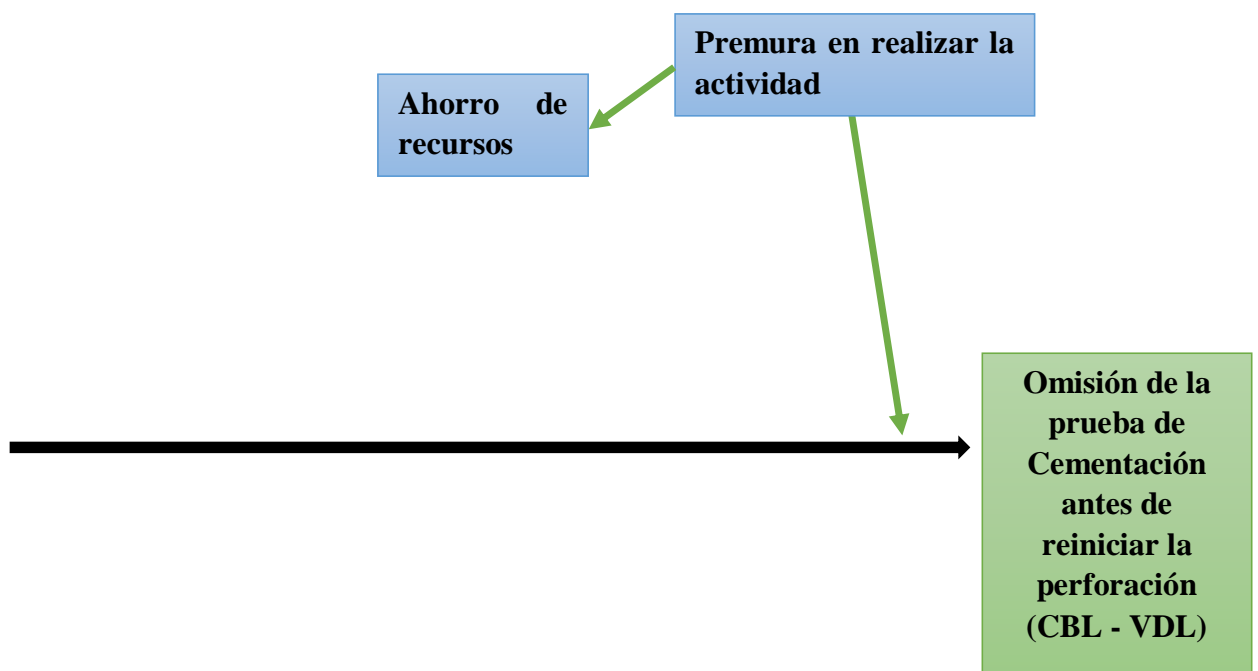 Premura en realizar la
actividad
Ahorro de
recursos
Omisión de la
prueba de
Cementación
antes de
reiniciar la
perforación
(CBL - VDL)